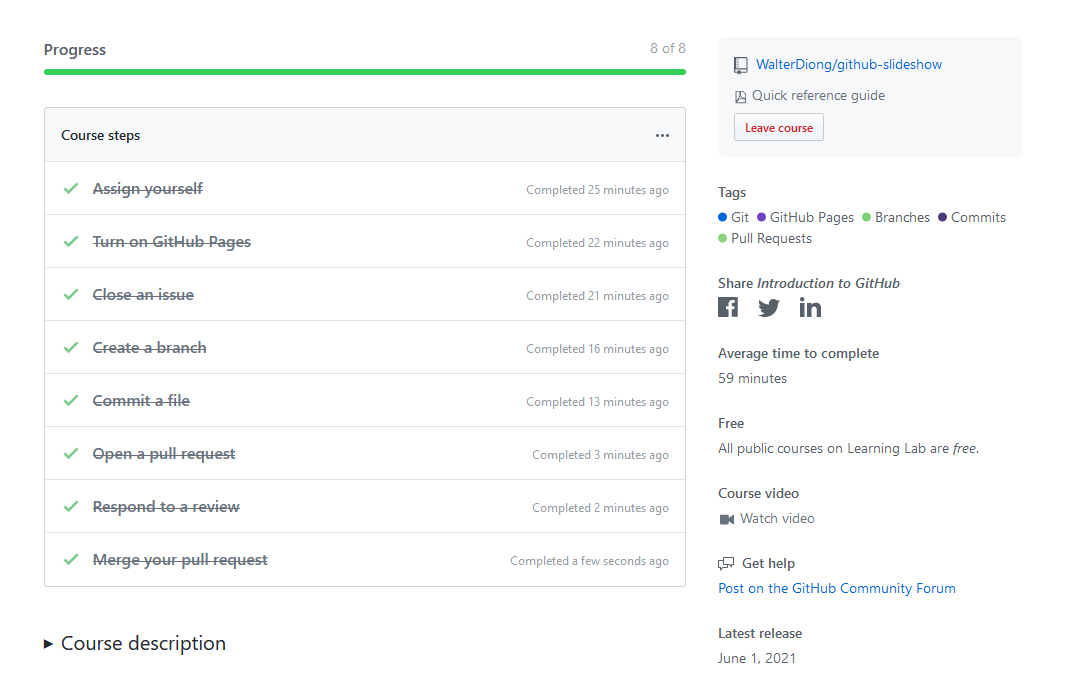 Progress
8 of 8
Course steps
Assign yourself
Completed 25 minutes ago
Turn on GitHub Pages
Completed 22 minutes ago
Close an issue
Completed 21 minutes ago
Create a branch
Completed 16 minutes ago
Commit a file
Completed 13 minutes ago
Open a pull request
Completed 3 minutes ago
Respond to a review
Completed 2 minutes ago
Merge your pull request
Completed a few seconds ago
Course description
WalterDiong/github-slideshow
Quick reference guide
Leave course
Tags
Git GitHub Pages Branches Commits
Pull Requests
Share Introduction to GitHub
Average time to complete
59 minutes
Free
All public courses on Learning Lab are free.
Course video
Watch video
Get help
Post on the GitHub Community Forum
Latest release
June 1, 2021